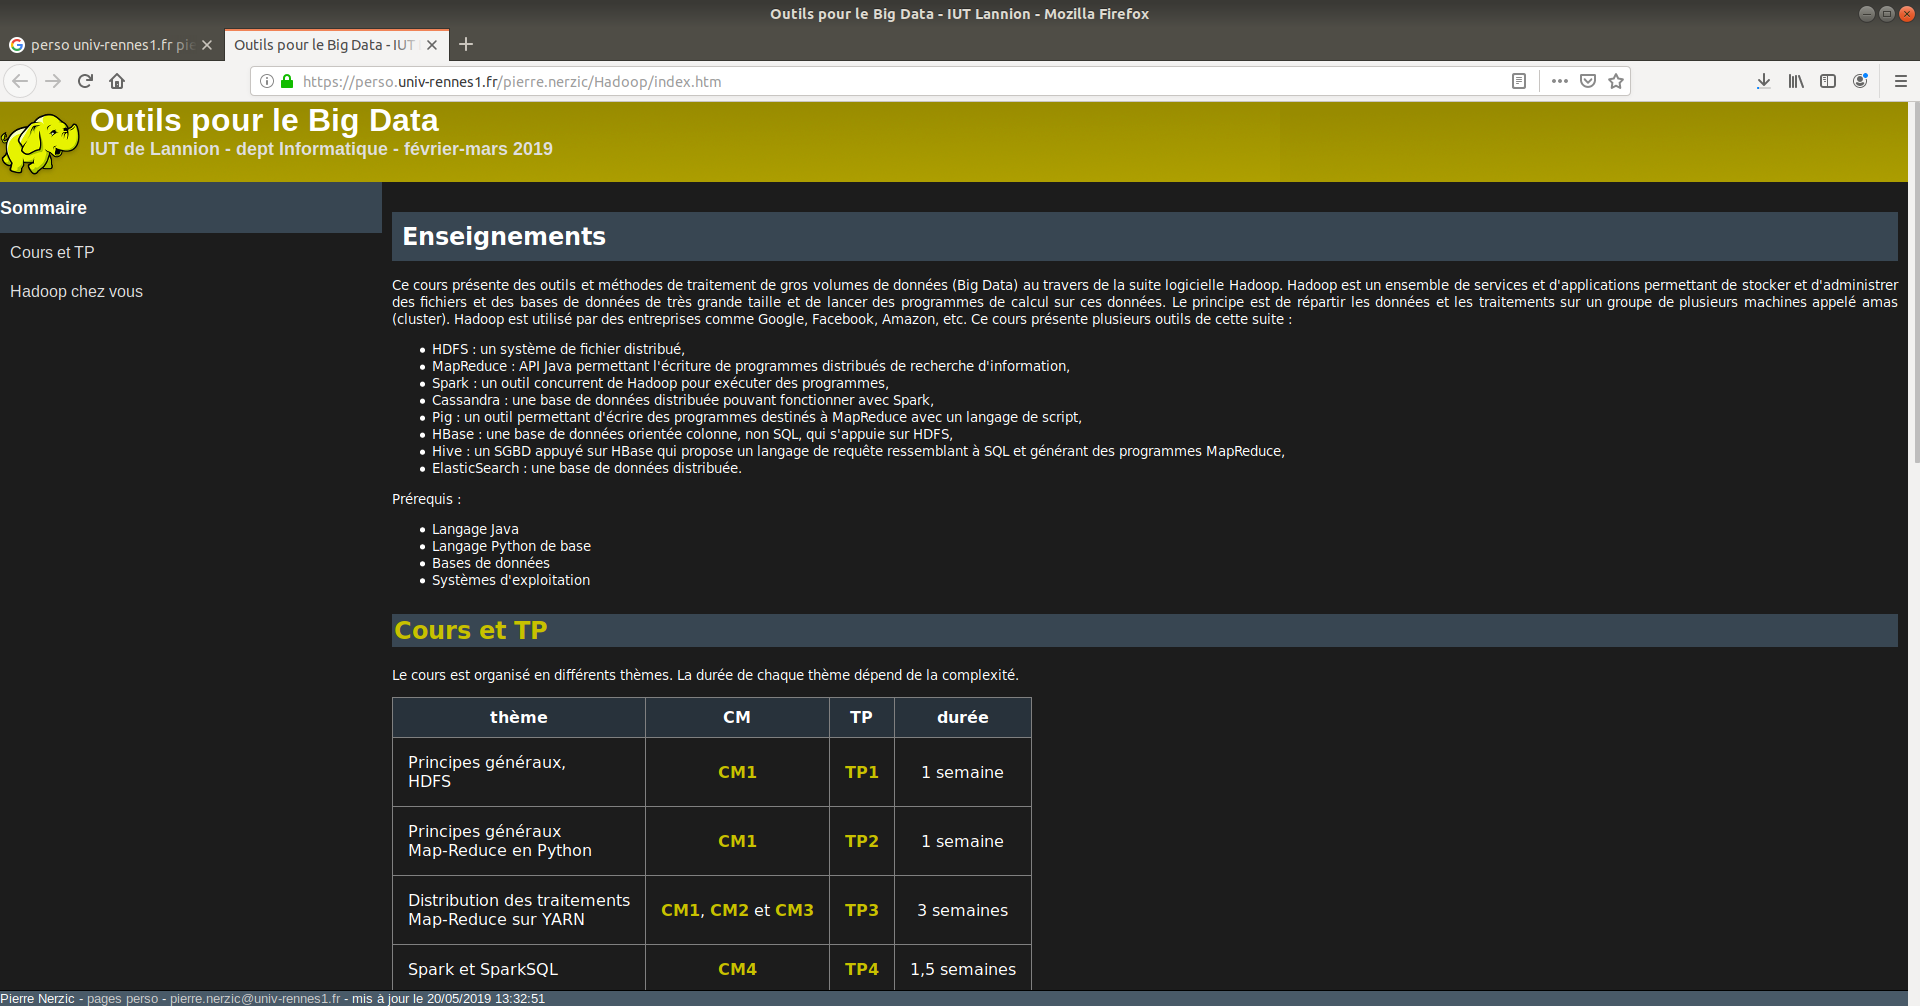 Outils pour le Big Data - IUT Lannion - Mozilla Firefox
perso univ-rennes1.fr pie
Outils pour le Big Data - IUT
https://perso.univ-rennes1.fr/pierre.nerzic/Hadoop/index.htm
Outils pour le Big Data
IUT de Lannion - dept Informatique - février-mars 2019
Sommaire
Cours et TP
Hadoop chez vous
Enseignements
Ce cours présente des outils et méthodes de traitement de gros volumes de données (Big Data) au travers de la suite logicielle Hadoop. Hadoop est un ensemble de services et d'applications permettant de stocker et d'administrer
des fichiers et des bases de données de très grande taille et de lancer des programmes de calcul sur ces données. Le principe est de répartir les données et les traitements sur un groupe de plusieurs machines appelé amas
(cluster). Hadoop est utilisé par des entreprises comme Google, Facebook, Amazon, etc. Ce cours présente plusieurs outils de cette suite :
• HDFS : un système de fichier distribué,
• MapReduce : API Java permettant l'écriture de programmes distribués de recherche d'information,
• Spark : un outil concurrent de Hadoop pour exécuter des programmes,
• Cassandra : une base de données distribuée pouvant fonctionner avec Spark,
• Pig : un outil permettant d'écrire des programmes destinés à MapReduce avec un langage de script,
• HBase : une base de données orientée colonne, non SQL, qui s'appuie sur HDFS,
• Hive : un SGBD appuyé sur HBase qui propose un langage de requête ressemblant à SQL et générant des programmes MapReduce,
• ElasticSearch : une base de données distribuée.
Prérequis :
• Langage Java
• Langage Python de base
• Bases de données
• Systèmes d'exploitation
Cours et TP
Le cours est organisé en différents thèmes. La durée de chaque thème dépend de la complexité.
thème CM TP durée
Principes généraux,
HDFS
CM1 TP1 1 semaine
Principes généraux
Map-Reduce en Python
CM1 TP2 1 semaine
Distribution des traitements
Map-Reduce sur YARN
CM1, CM2 et CM3 TP3 3 semaines
Spark et SparkSQL CM4 TP4 1,5 semaines
Pierre Nerzic - pages perso - pierre.nerzic@univ-rennes1.fr - mis à jour le 20/05/2019 13:32:51